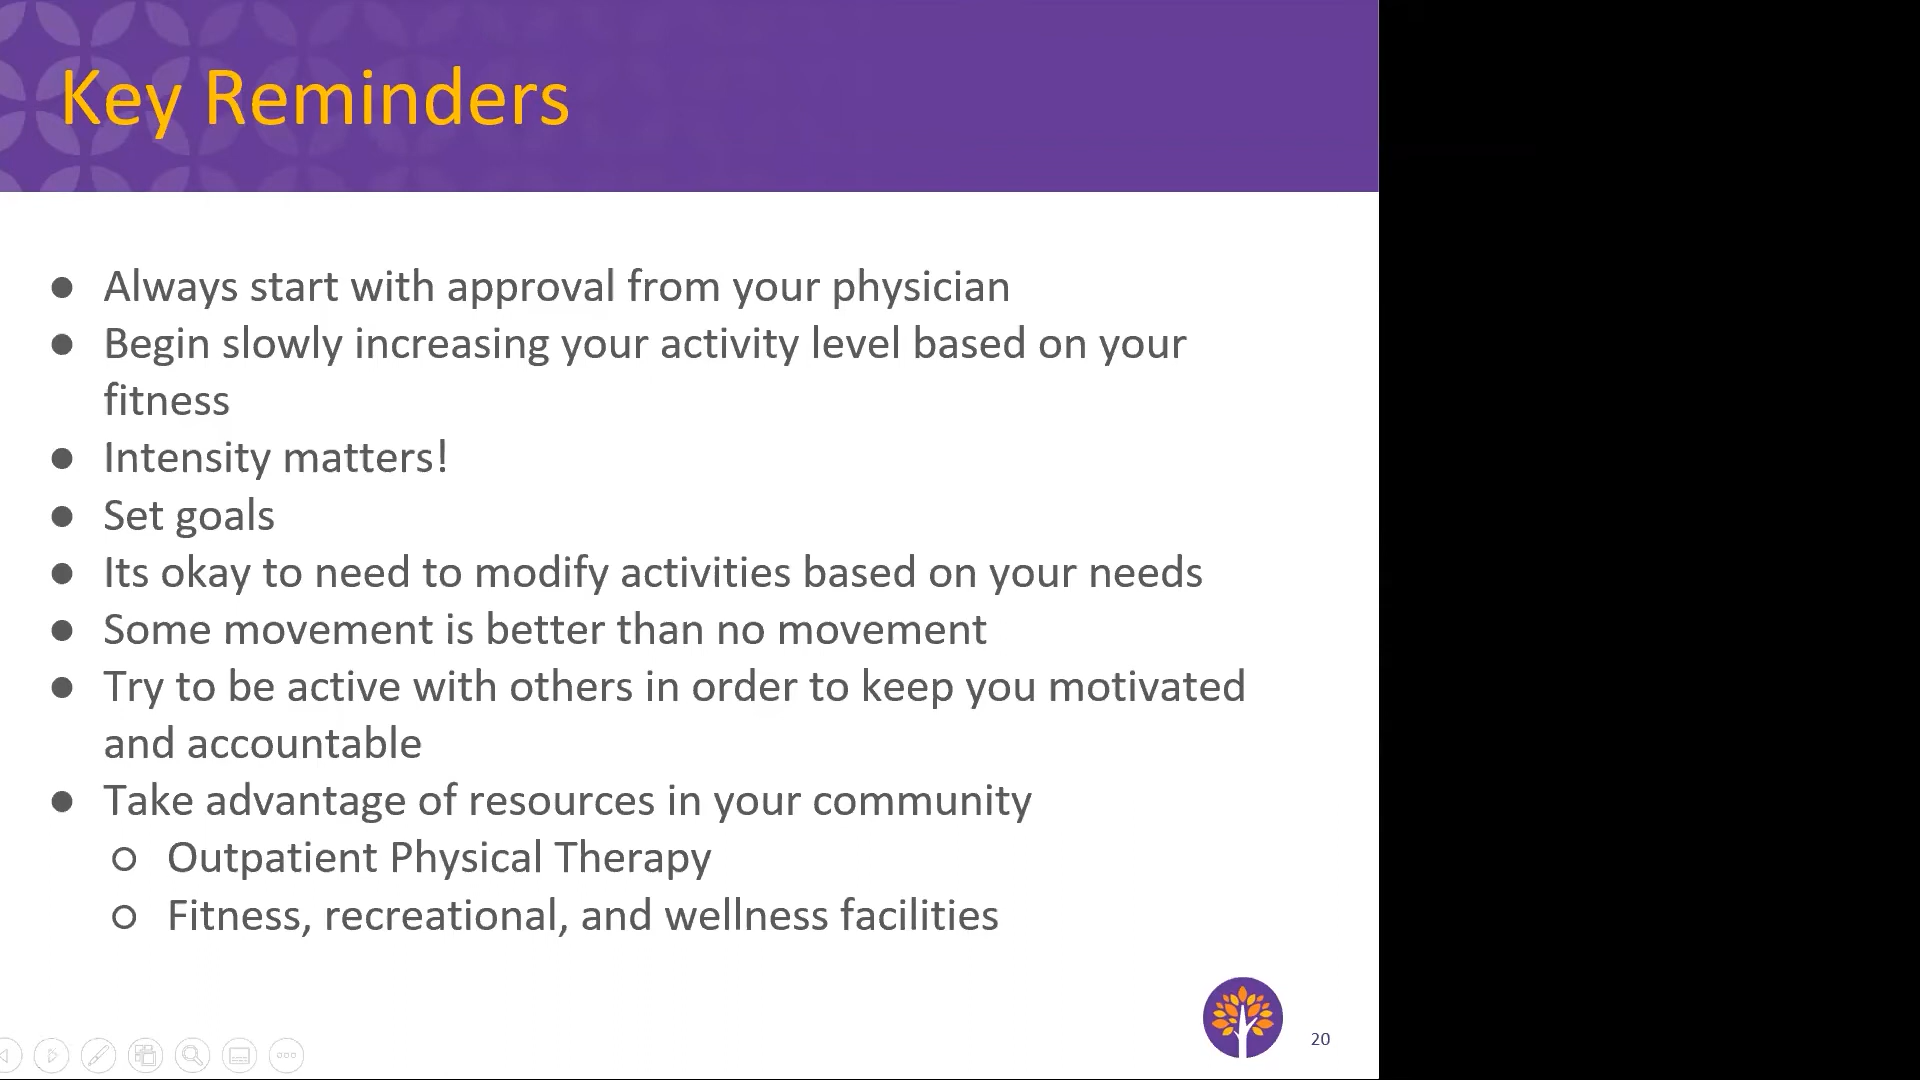 Key Reminders
● Always start with approval from your physician
● Begin slowly increasing your activity level based on your
fitness
● Intensity matters!
● Set goals
● Its okay to need to modify activities based on your needs
● Some movement is better than no movement
● Try to be active with others in order to keep you motivated
and accountable
● Take advantage of resources in your community
○ Outpatient Physical Therapy
○ Fitness, recreational, and wellness facilities
20